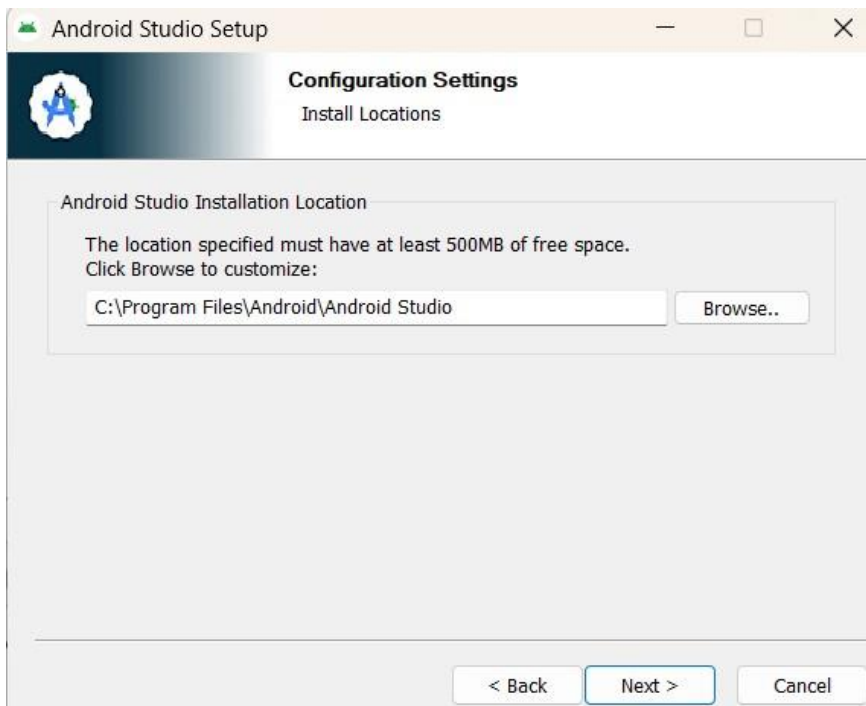 Android Studio Setup
Configuration Settings
Install Locations
Android Studio Installation Location
The location specified must have at least 500MB of free space.
Click Browse to customize:
C:\Program Files\Android\Android Studio
Browse..
< Back
Next >
Cancel